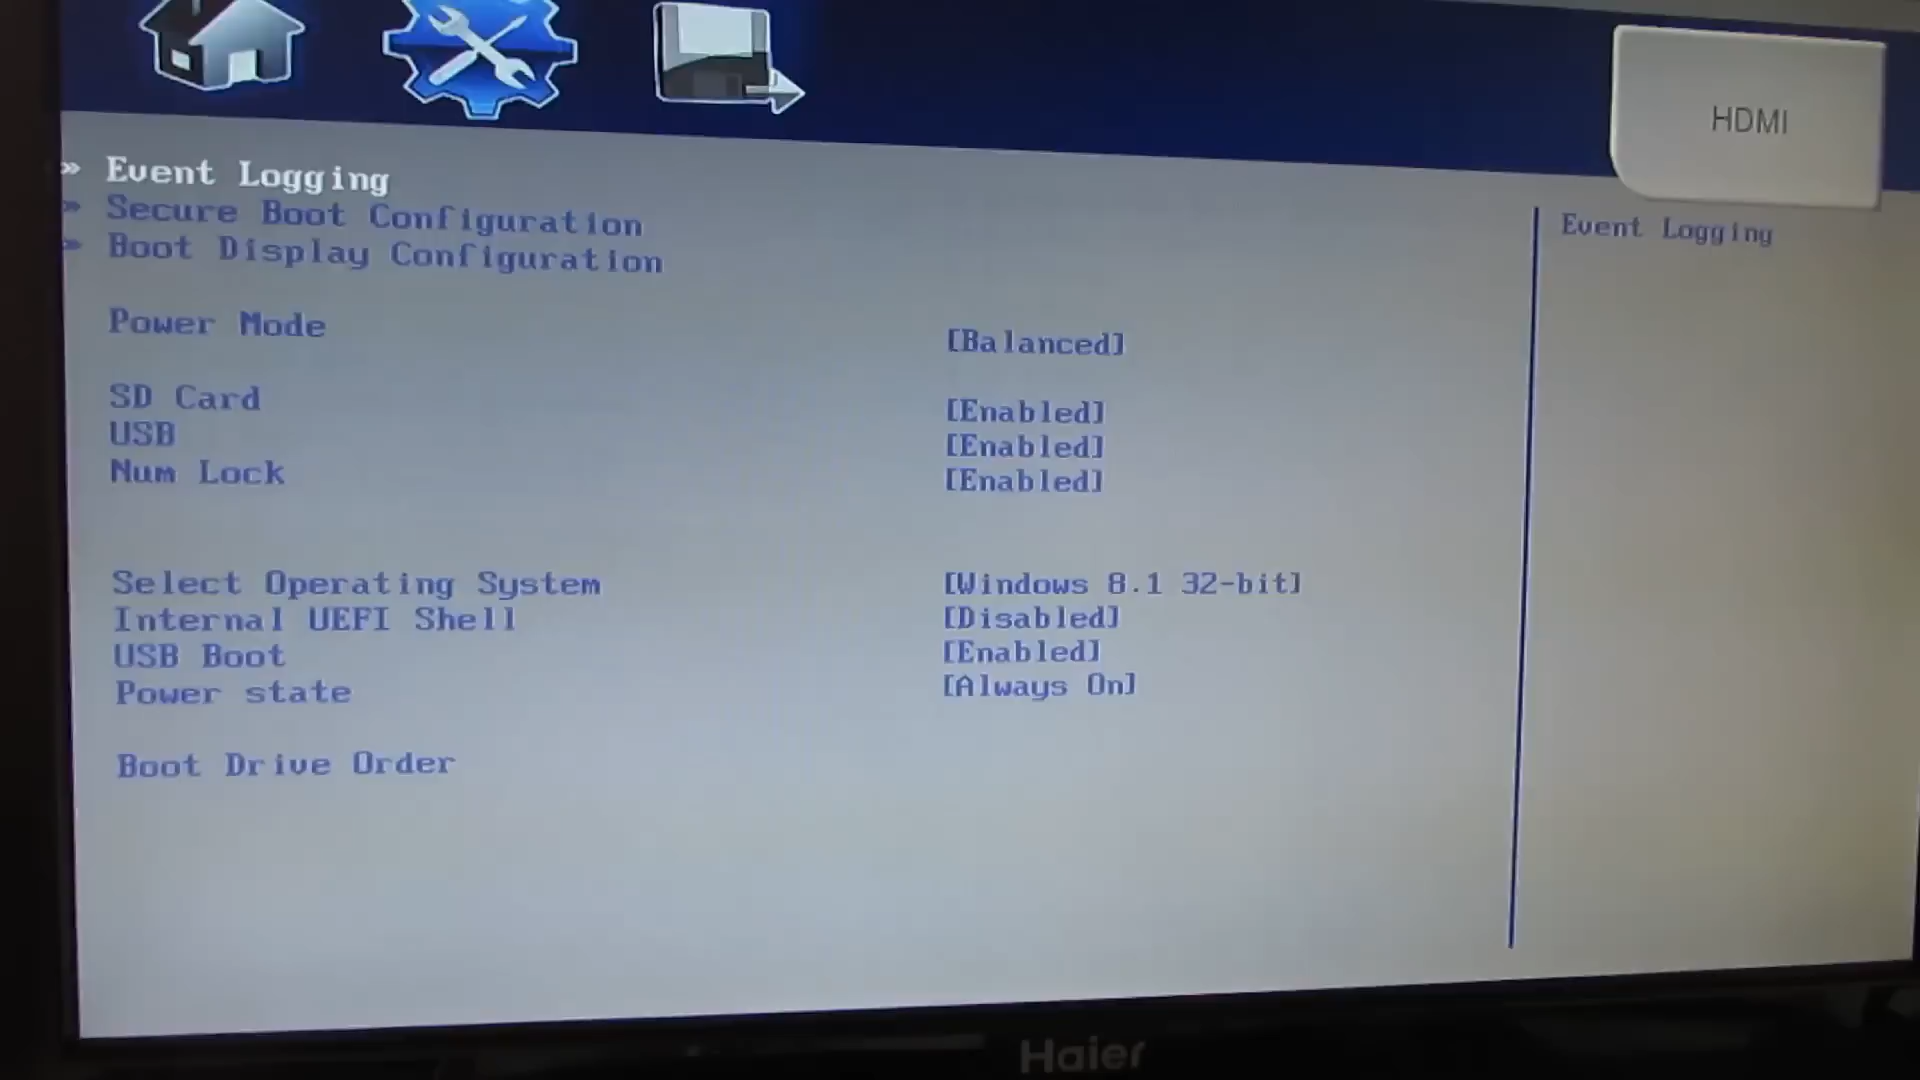 HDMI
» Event Logging
» Secure Boot Configuration
» Boot Display Configuration
Event Logging
Power Mode [Balanced]
SD Card [Enabled]
USB [Enabled]
Num Lock [Enabled]
Select Operating System [Windows 8.1 32-bit]
Internal UEFI Shell [Disabled]
USB Boot [Enabled]
Power state [Always On]
Boot Drive Order
Haier